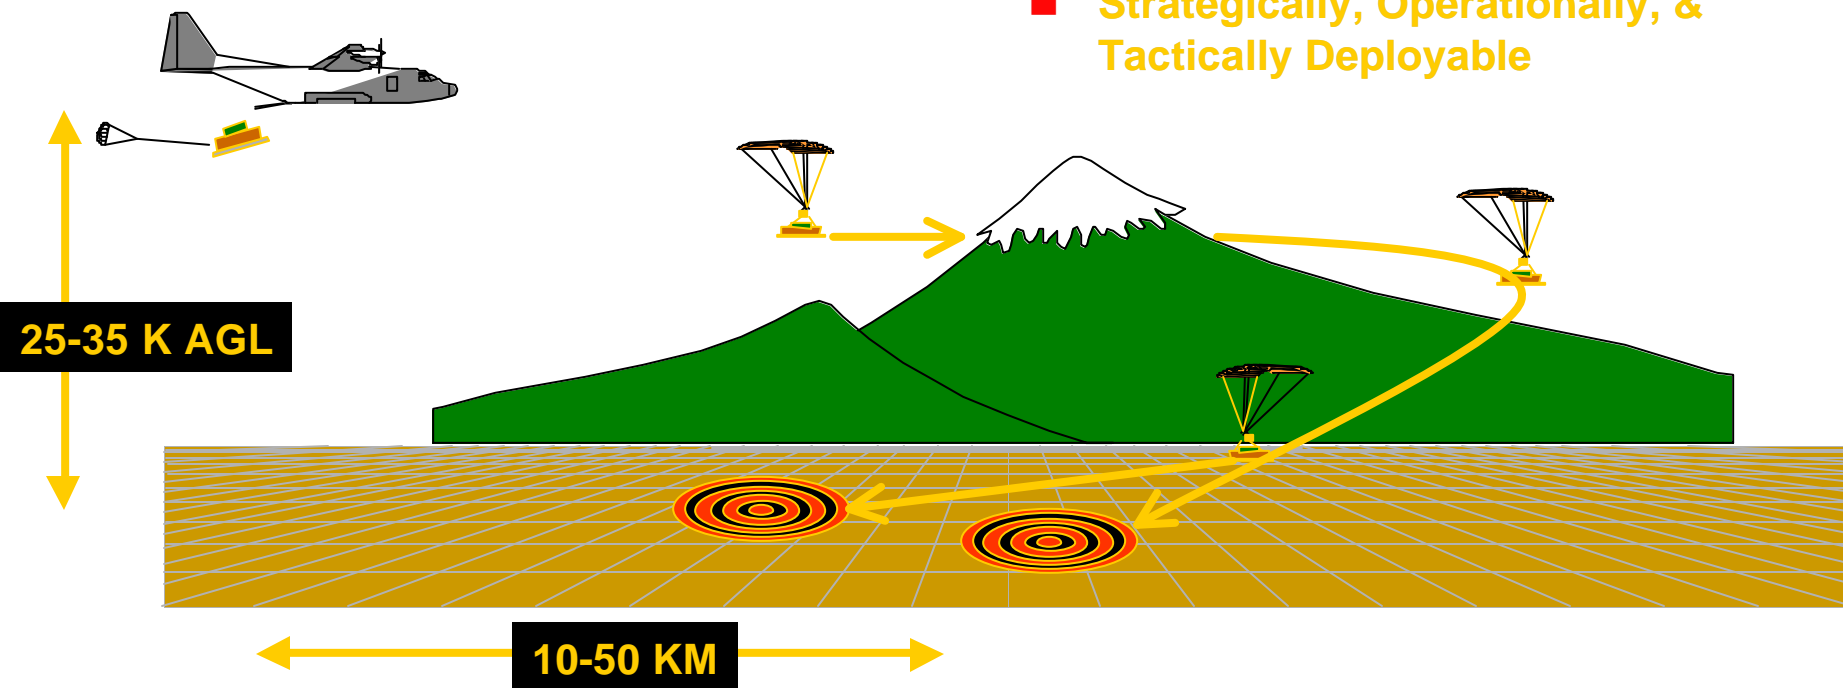 Strategically, Operationally, &
Tactically Deployable
25-35 K AGL
10-50 KM